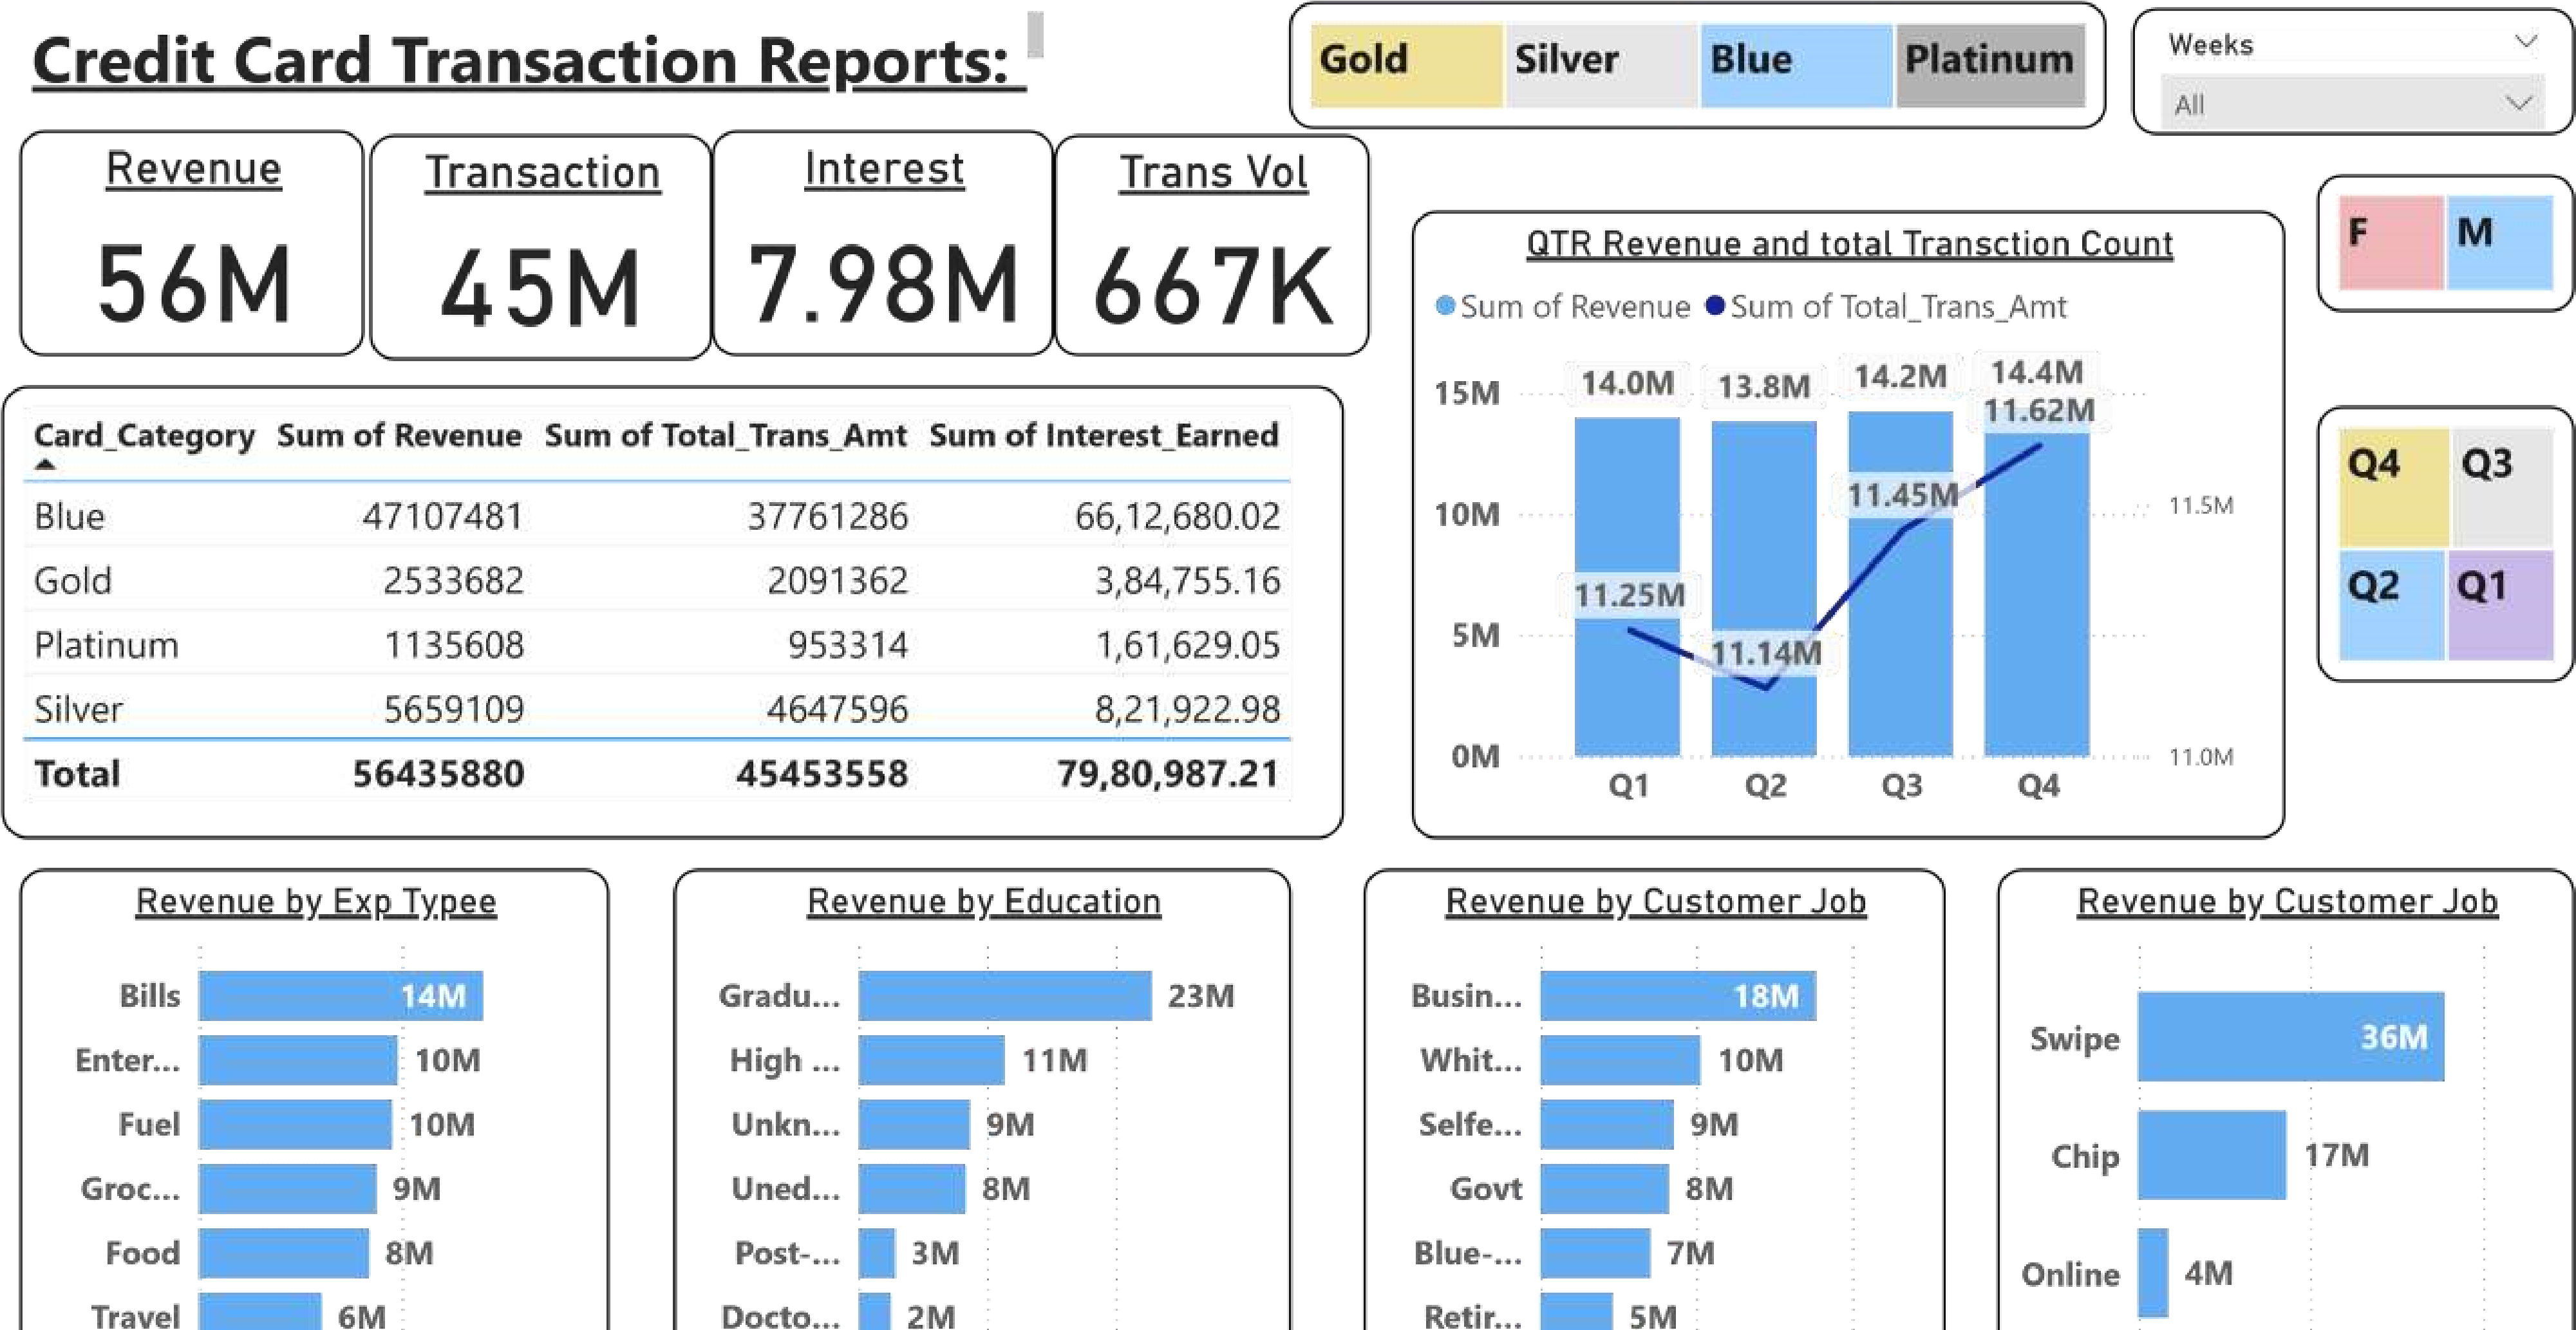 Credit Card Transaction Reports:
Gold Silver Blue Platinum
Weeks
All
Revenue
56M
Transaction
45M
Interest
7.98M
Trans Vol
667K
F M
Q4 Q3
Q2 Q1
Card_Category Sum of Revenue Sum of Total_Trans_Amt Sum of Interest_Earned
Blue 47107481 37761286 66,12,680.02
Gold 2533682 2091362 3,84,755.16
Platinum 1135608 953314 1,61,629.05
Silver 5659109 4647596 8,21,922.98
Total 56435880 45453558 79,80,987.21
QTR Revenue and total Transction Count
Sum of Revenue Sum of Total_Trans_Amt
14.0M 13.8M 14.2M 14.4M
15M
11.62M
11.45M
10M 11.5M
11.25M
5M
11.14M
0M 11.0M
Q1 Q2 Q3 Q4
Revenue by Exp Typee
Bills 14M
Enter... 10M
Fuel 10M
Groc... 9M
Food 8M
Travel 6M
Revenue by Education
Gradu... 23M
High ... 11M
Unkn... 9M
Uned... 8M
Post-... 3M
Docto... 2M
Revenue by Customer Job
Busin... 18M
Whit... 10M
Selfe... 9M
Govt 8M
Blue-... 7M
Retir... 5M
Revenue by Customer Job
Swipe 36M
Chip 17M
Online 4M